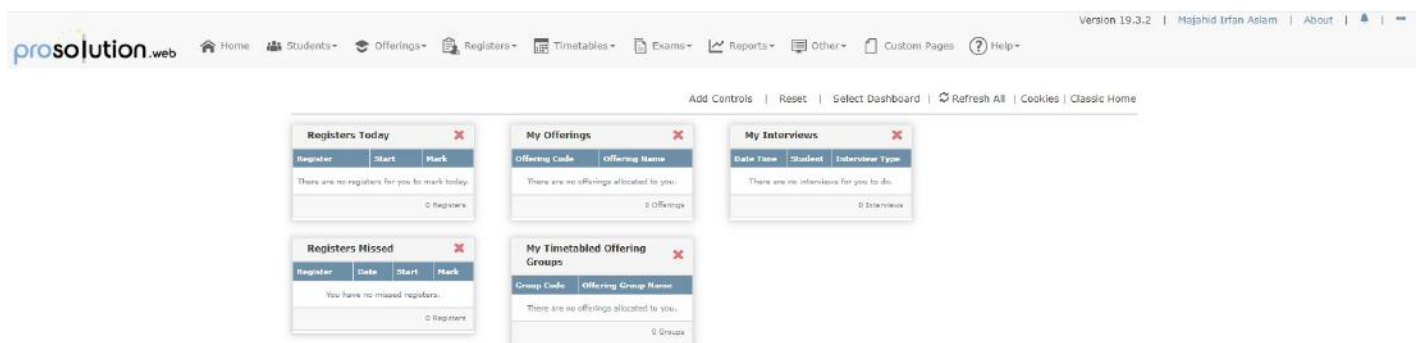 Version 19.3.2 | Majahid Irfan Aslam | About |
prosolution.web Home Students Offerings Registers Timetables Exams Reports Other Custom Pages Help
Add Controls | Reset | Select Dashboard | Refresh All | Cookies | Classic Home
Registers Today
Register Start Mark
There are no registers for you to mark today.
0 Registers
My Offerings
Offering Code Offering Name
There are no offerings allocated to you.
0 Offerings
My Interviews
Date Time Student Interview Type
There are no interviews for you to do.
0 Interviews
Registers Missed
Register Date Start Mark
You have no missed registers.
0 Registers
My Timetabled Offering
Groups
Group Code Offering Group Name
There are no offerings allocated to you.
0 Groups